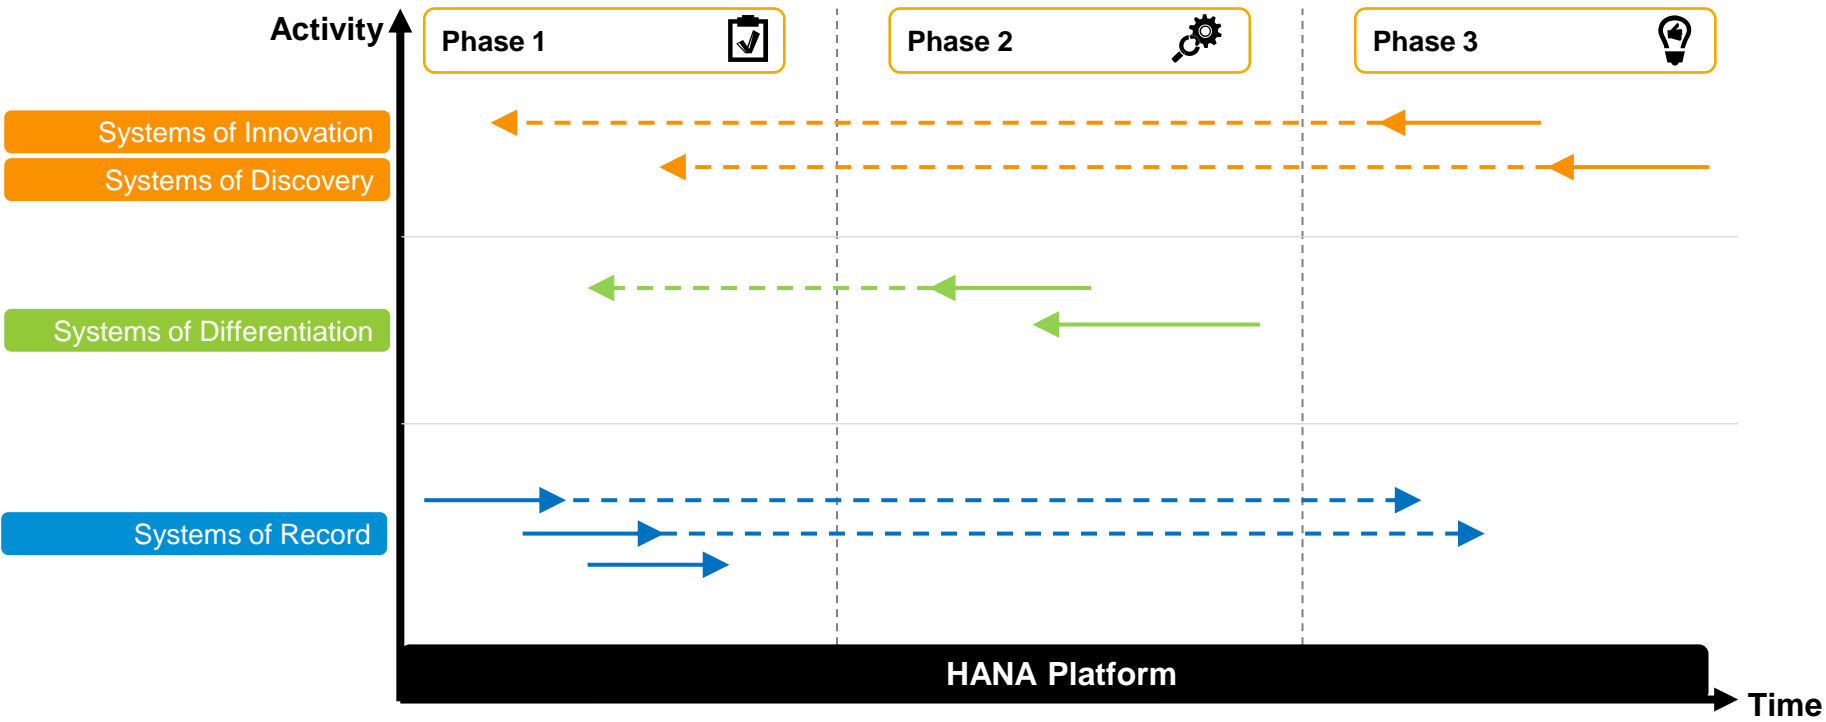 Activity
Phase 1
Phase 2
Phase 3
Systems of Innovation
Systems of Discovery
Systems of Differentiation
Systems of Record
HANA Platform
Time